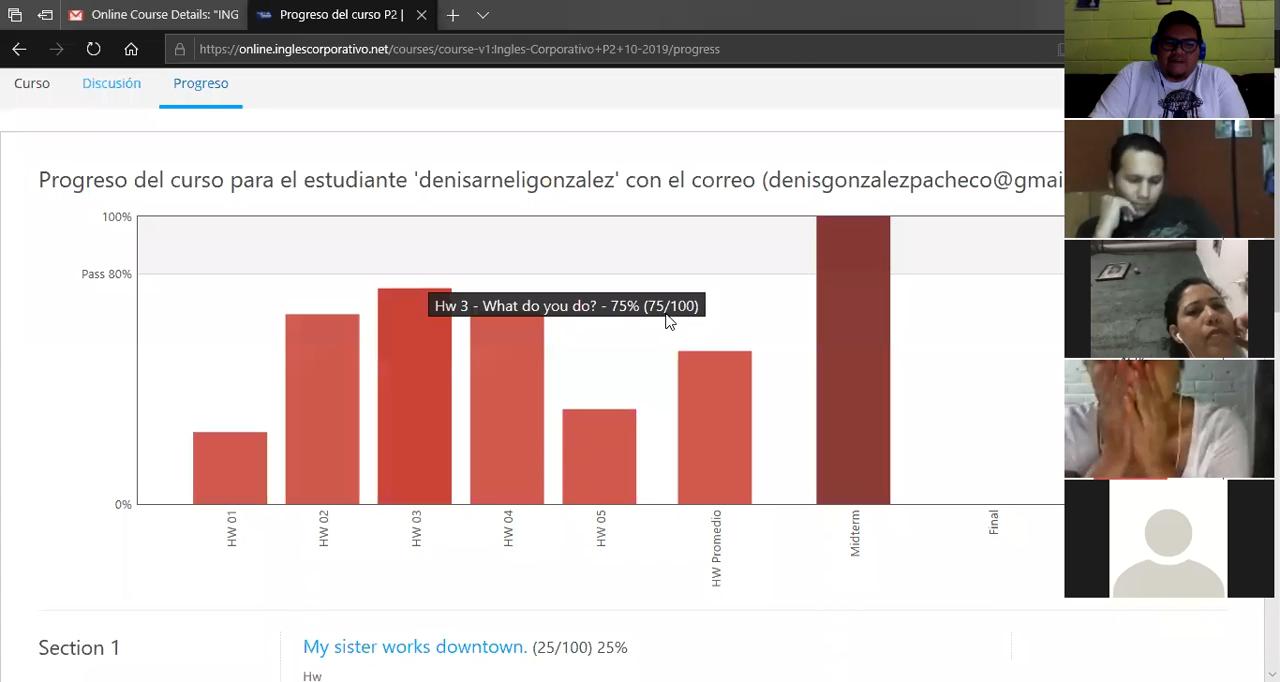 Online Course Details: "ING
Progreso del curso P2 |
https://online.inglescorporativo.net/courses/course-v1:Ingles-Corporativo+P2+10-2019/progress
Curso
Discusión
Progreso
Progreso del curso para el estudiante 'denisarneligonzalez' con el correo (denisgonzalezpacheco@gmai
100%
Pass 80%
Hw 3 - What do you do? - 75% (75/100)
0%
HW 01
HW 02
HW 03
HW 04
HW 05
HW Promedio
Midterm
Final
Section 1
My sister works downtown. (25/100) 25%
Hw